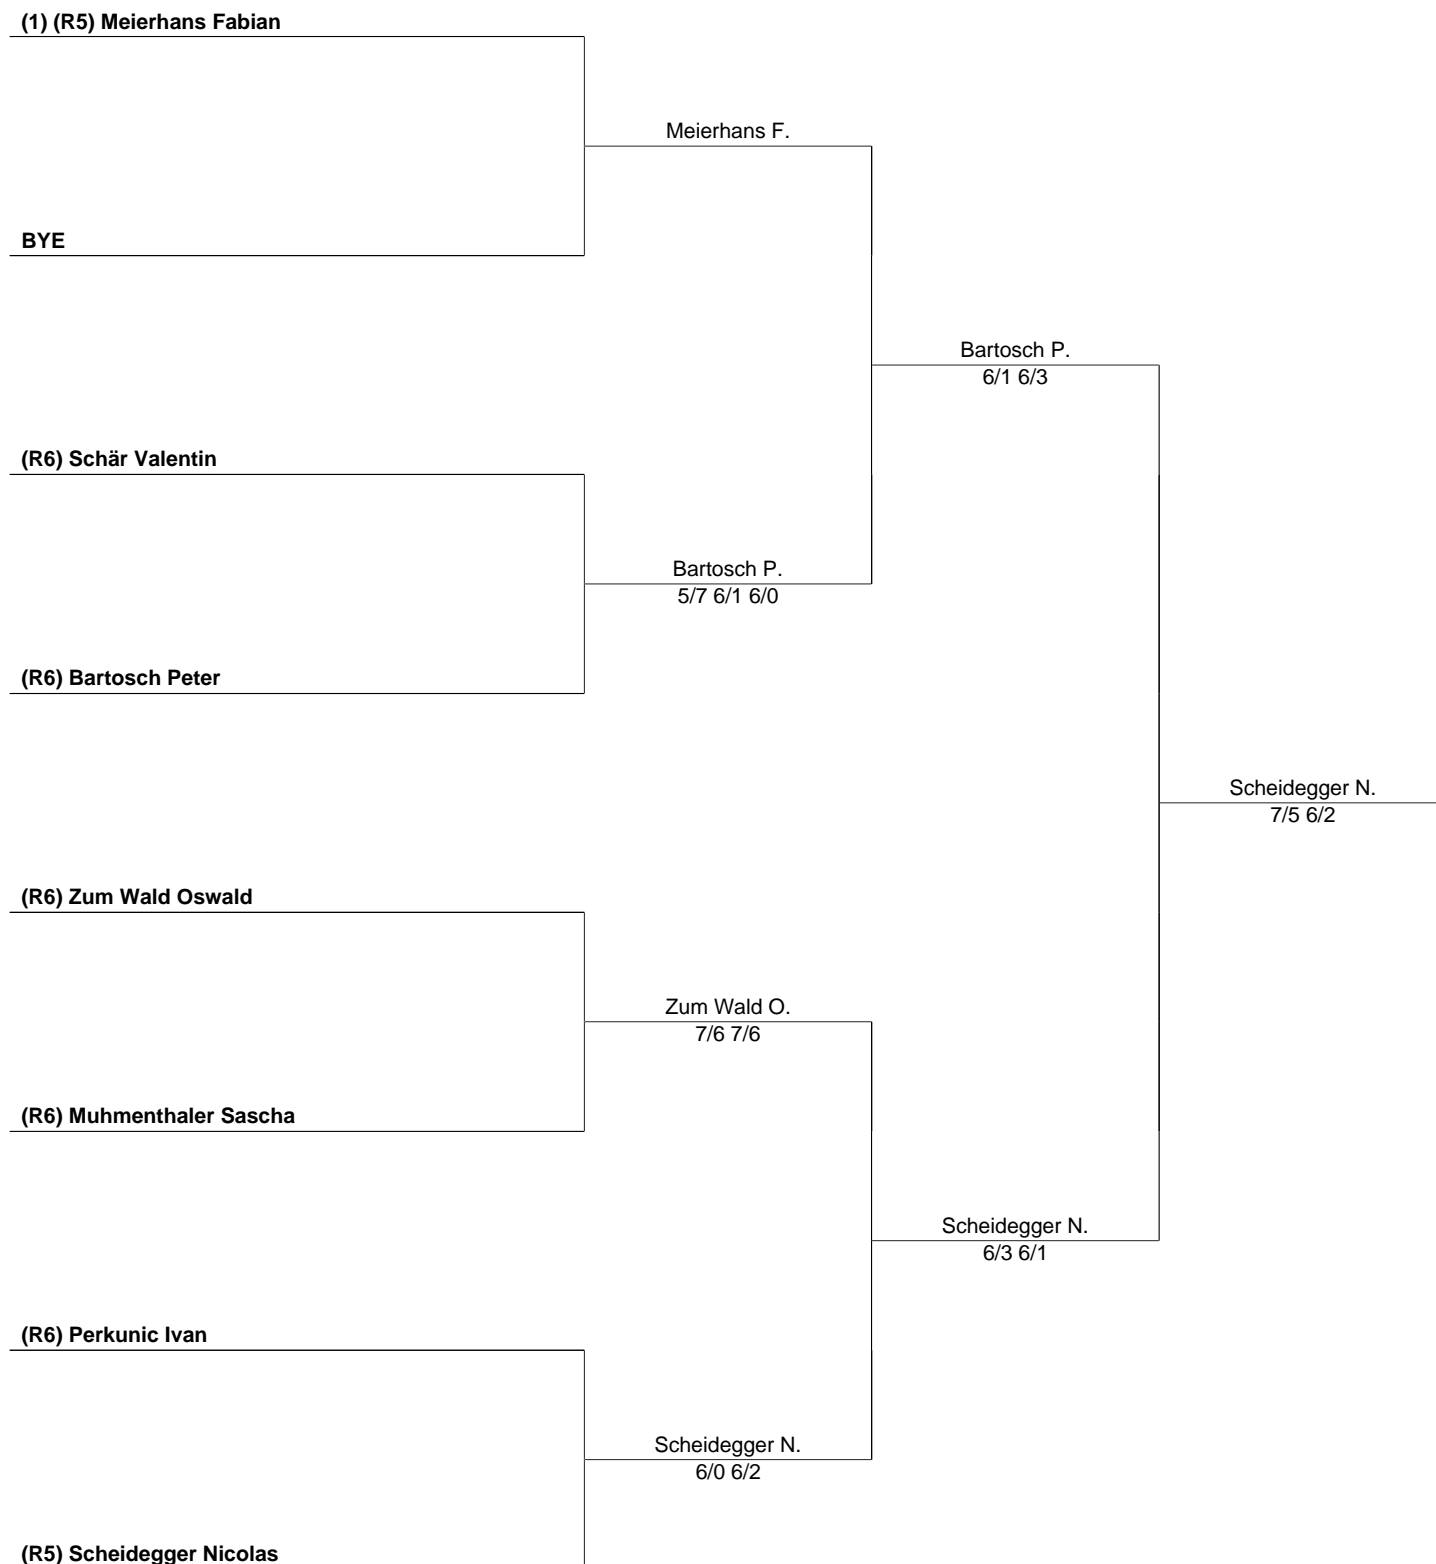 (1) (R5) Meierhans Fabian
Meierhans F.
BYE
Bartosch P.
6/1 6/3
(R6) Schär Valentin
Bartosch P.
5/7 6/1 6/0
(R6) Bartosch Peter
Scheidegger N.
7/5 6/2
(R6) Zum Wald Oswald
Zum Wald O.
7/6 7/6
(R6) Muhmenthaler Sascha
Scheidegger N.
6/3 6/1
(R6) Perkunic Ivan
Scheidegger N.
6/0 6/2
(R5) Scheidegger Nicolas